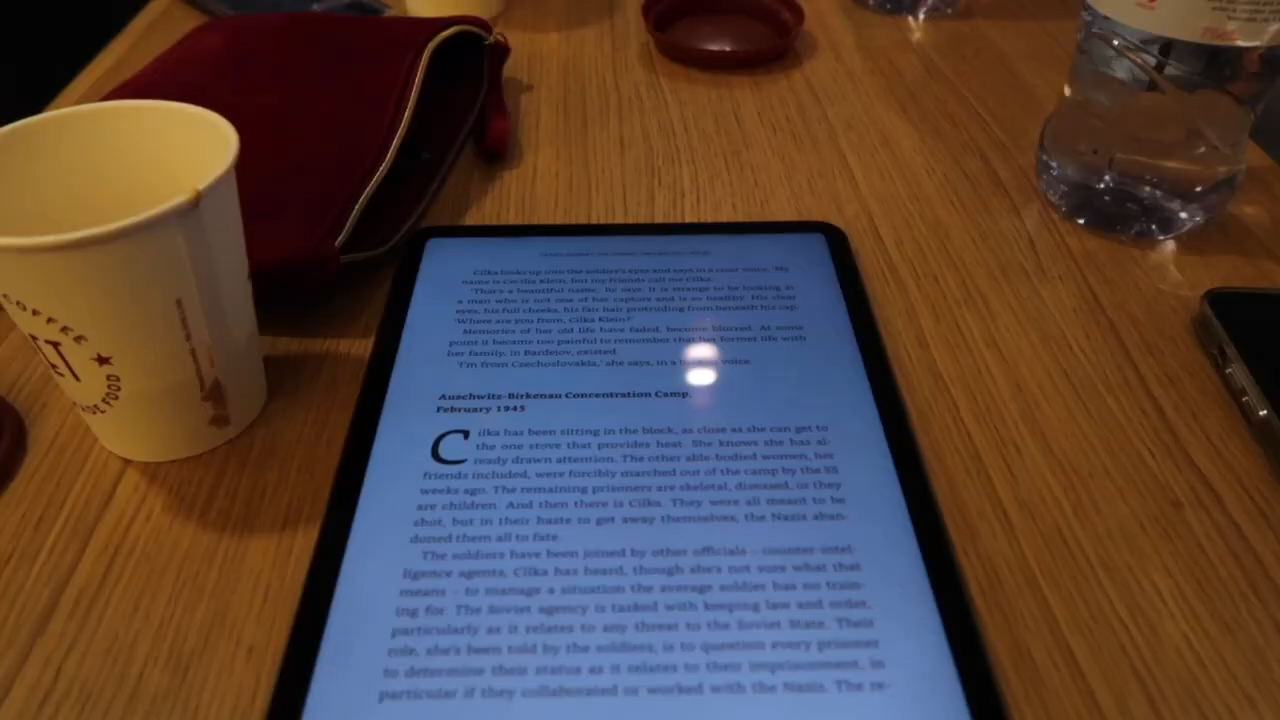 Cilka looks up into the soldier's eyes and says in a clear voice, 'My
name is Cecilia Klein, but my friends call me Cilka.'
'That's a beautiful name,' he says. It is strange to be looking at
a man who is not one of her captors and is so healthy. His clear
eyes, his full cheeks, his fair hair protruding from beneath his cap.
'Where are you from, Cilka Klein?'
Memories of her old life have faded, become blurred. At some
point it became too painful to remember that her former life with
her family, in Bardejov, existed.
'I'm from Czechoslovakia,' she says, in a broken voice.
Auschwitz-Birkenau Concentration Camp,
February 1945
Cilka has been sitting in the block, as close as she can get to
the one stove that provides heat. She knows she has al-
ready drawn attention. The other able-bodied women, her
friends included, were forcibly marched out of the camp by the SS
weeks ago. The remaining prisoners are skeletal, diseased, or they
are children. And then there is Cilka. They were all meant to be
shot, but in their haste to get away themselves, the Nazis aban-
doned them all to fate.
The soldiers have been joined by other officials – counter-intel-
ligence agents, Cilka has heard, though she's not sure what that
means – to manage a situation the average soldier has no train-
ing for. The Soviet agency is tasked with keeping law and order,
particularly as it relates to any threat to the Soviet State. Their
role, she's been told by the soldiers, is to question every prisoner
to determine their status as it relates to their imprisonment, in
particular if they collaborated or worked with the Nazis. The re-
COFFEE
ET
DE FOOD